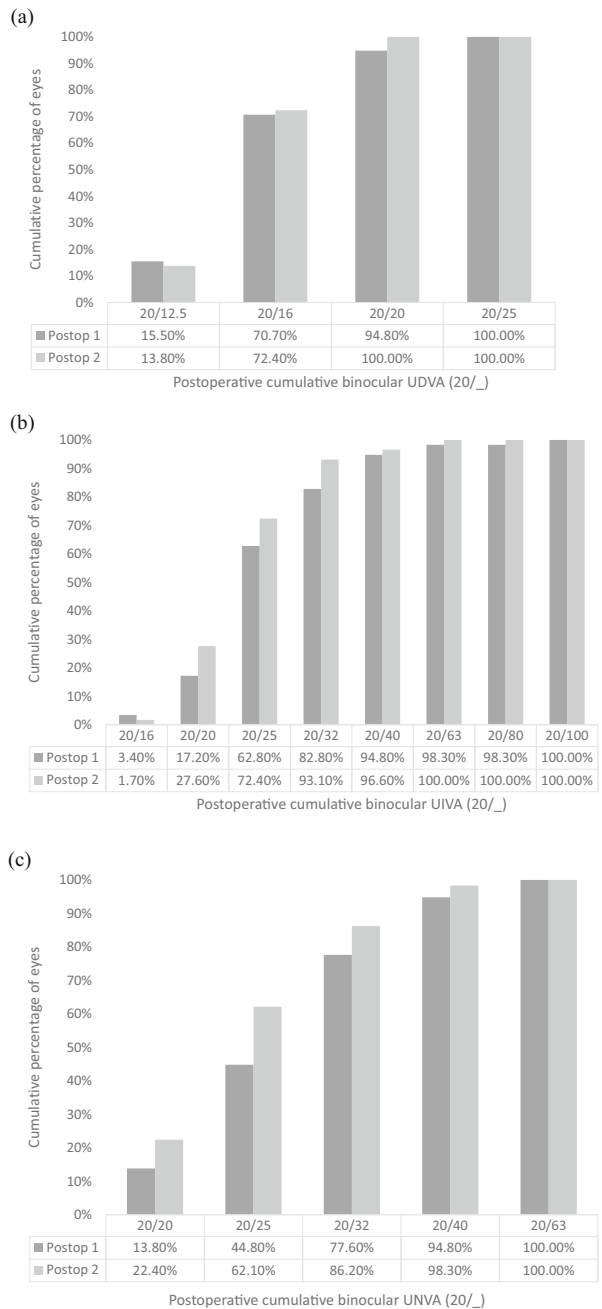 (a)
100%
90%
80%
70%
60%
50%
40%
30%
20%
10%
0%
Cumulative percentage of eyes
20/12.5 20/16 20/20 20/25
Postop 1 15.50% 70.70% 94.80% 100.00%
Postop 2 13.80% 72.40% 100.00% 100.00%
Postoperative cumulative binocular UDVA (20/_)
(b)
100%
90%
80%
70%
60%
50%
40%
30%
20%
10%
0%
Cumulative percentage of eyes
20/16 20/20 20/25 20/32 20/40 20/63 20/80 20/100
Postop 1 3.40% 17.20% 62.80% 82.80% 94.80% 98.30% 98.30% 100.00%
Postop 2 1.70% 27.60% 72.40% 93.10% 96.60% 100.00% 100.00% 100.00%
Postoperative cumulative binocular UIVA (20/_)
(c)
100%
90%
80%
70%
60%
50%
40%
30%
20%
10%
0%
Cumulative percentage of eyes
20/20 20/25 20/32 20/40 20/63
Postop 1 13.80% 44.80% 77.60% 94.80% 100.00%
Postop 2 22.40% 62.10% 86.20% 98.30% 100.00%
Postoperative cumulative binocular UNVA (20/_)